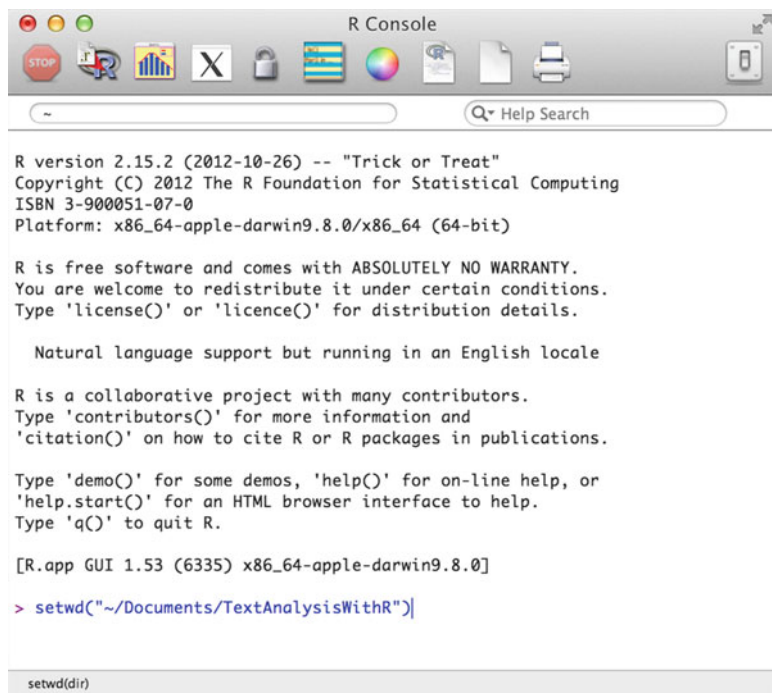 R Console
STOP
~
Help Search
R version 2.15.2 (2012-10-26) -- "Trick or Treat"
Copyright (C) 2012 The R Foundation for Statistical Computing
ISBN 3-900051-07-0
Platform: x86_64-apple-darwin9.8.0/x86_64 (64-bit)
R is free software and comes with ABSOLUTELY NO WARRANTY.
You are welcome to redistribute it under certain conditions.
Type 'license()' or 'licence()' for distribution details.
Natural language support but running in an English locale
R is a collaborative project with many contributors.
Type 'contributors()' for more information and
'citation()' on how to cite R or R packages in publications.
Type 'demo()' for some demos, 'help()' for on-line help, or
'help.start()' for an HTML browser interface to help.
Type 'q()' to quit R.
[R.app GUI 1.53 (6335) x86_64-apple-darwin9.8.0]
> setwd("~/Documents/TextAnalysisWithR")
setwd(dir)